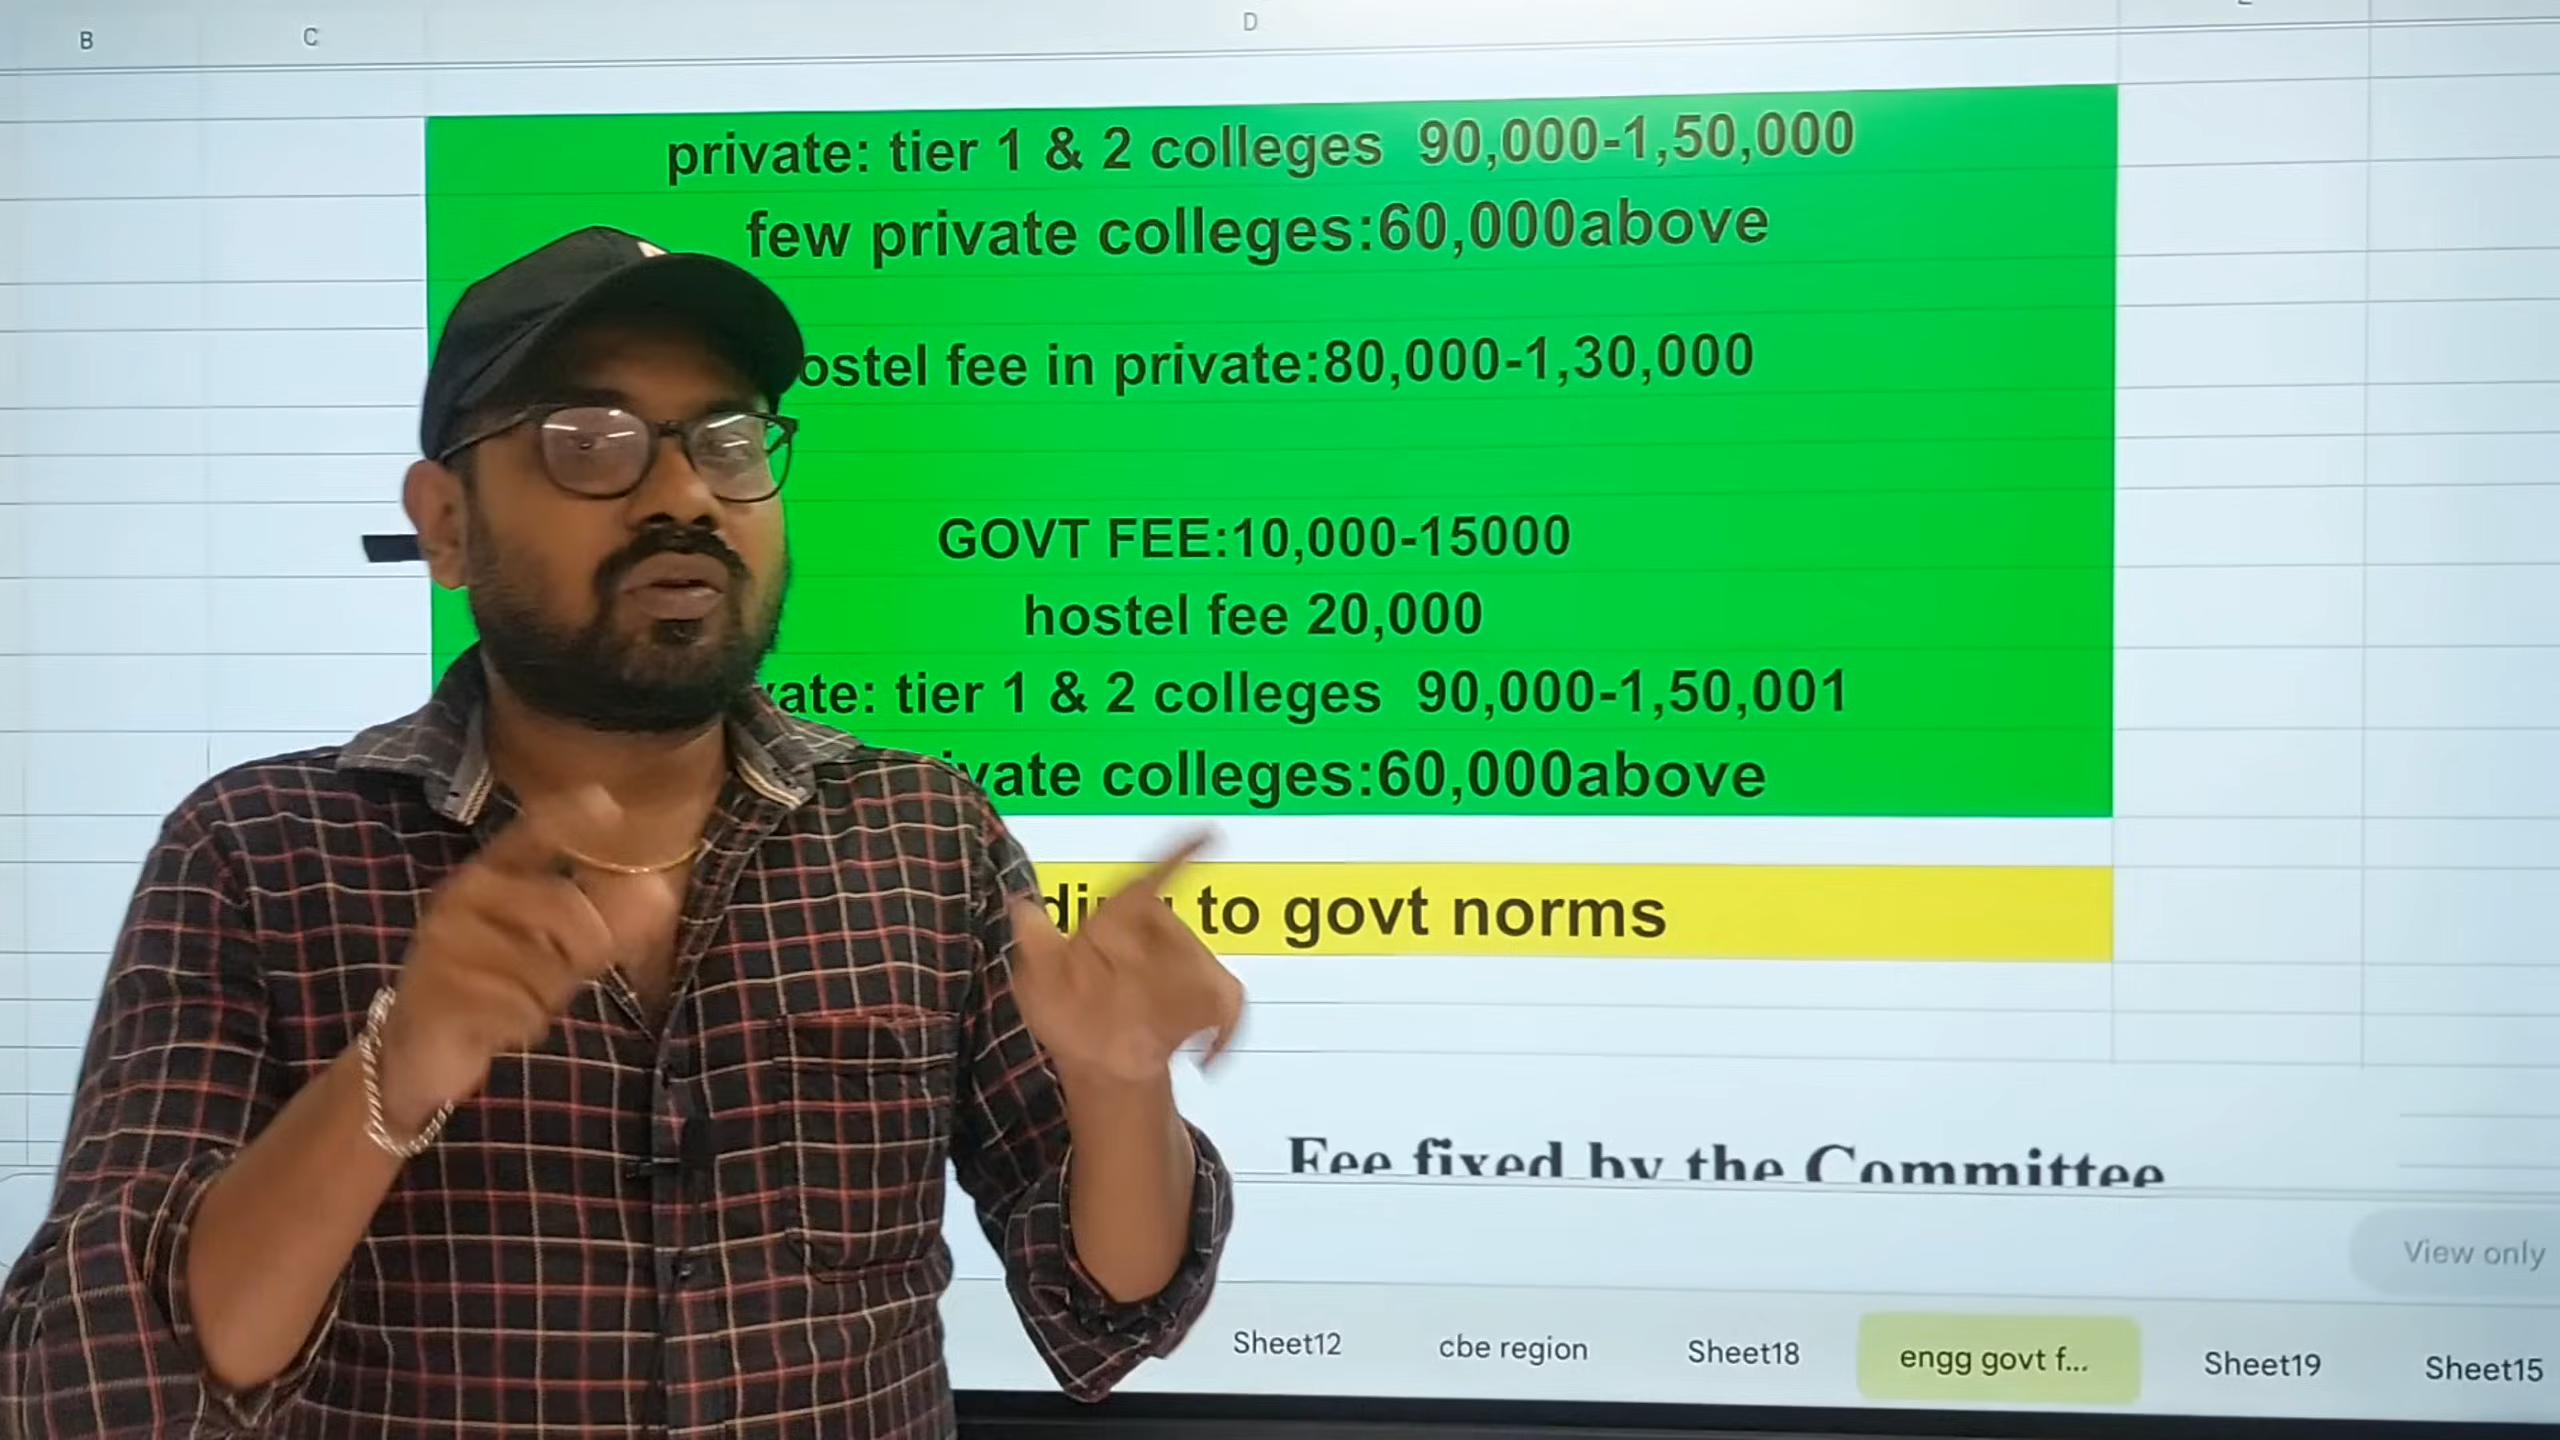 B C D
private: tier 1 & 2 colleges 90,000-1,50,000
few private colleges:60,000above
ostel fee in private:80,000-1,30,000
GOVT FEE:10,000-15000
hostel fee 20,000
vate: tier 1 & 2 colleges 90,000-1,50,001
ivate colleges:60,000above
to govt norms
Fee fixed by the Committee
View only
Sheet12 cbe region Sheet18 engg govt f... Sheet19 Sheet15